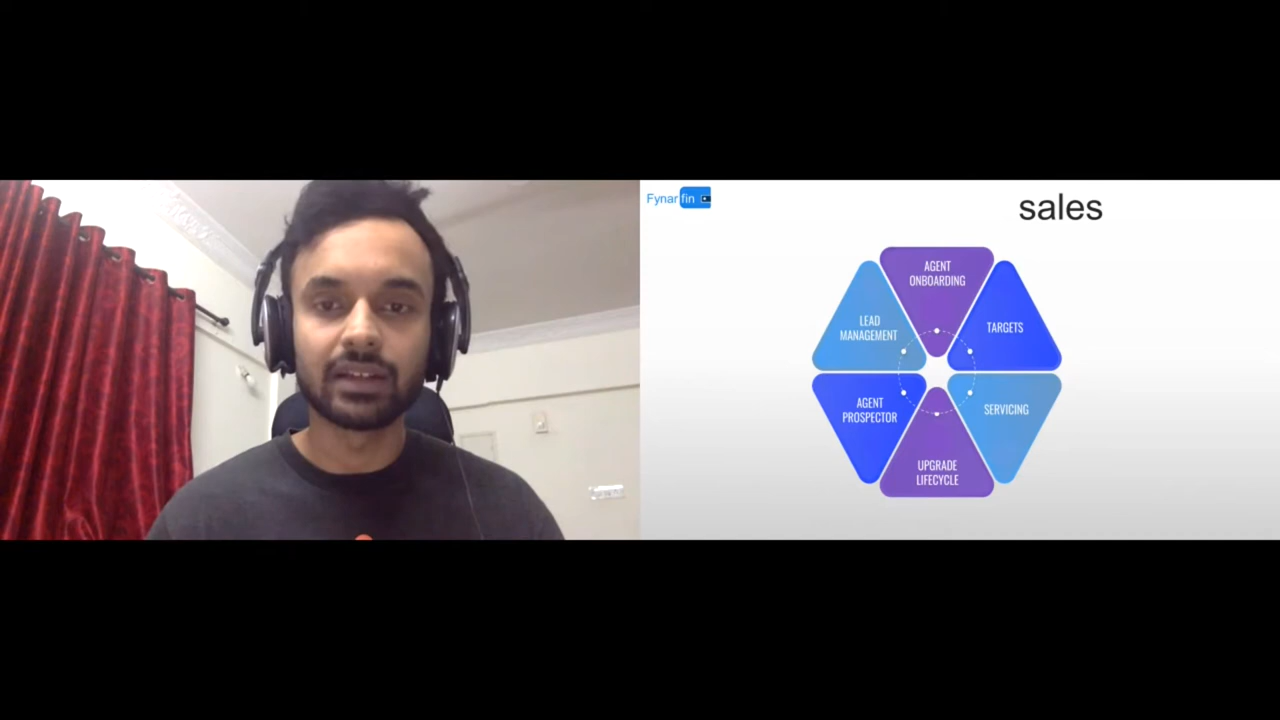 Fynarfin
sales
AGENT
ONBOARDING
LEAD
MANAGEMENT
TARGETS
AGENT
PROSPECTOR
SERVICING
UPGRADE
LIFECYCLE